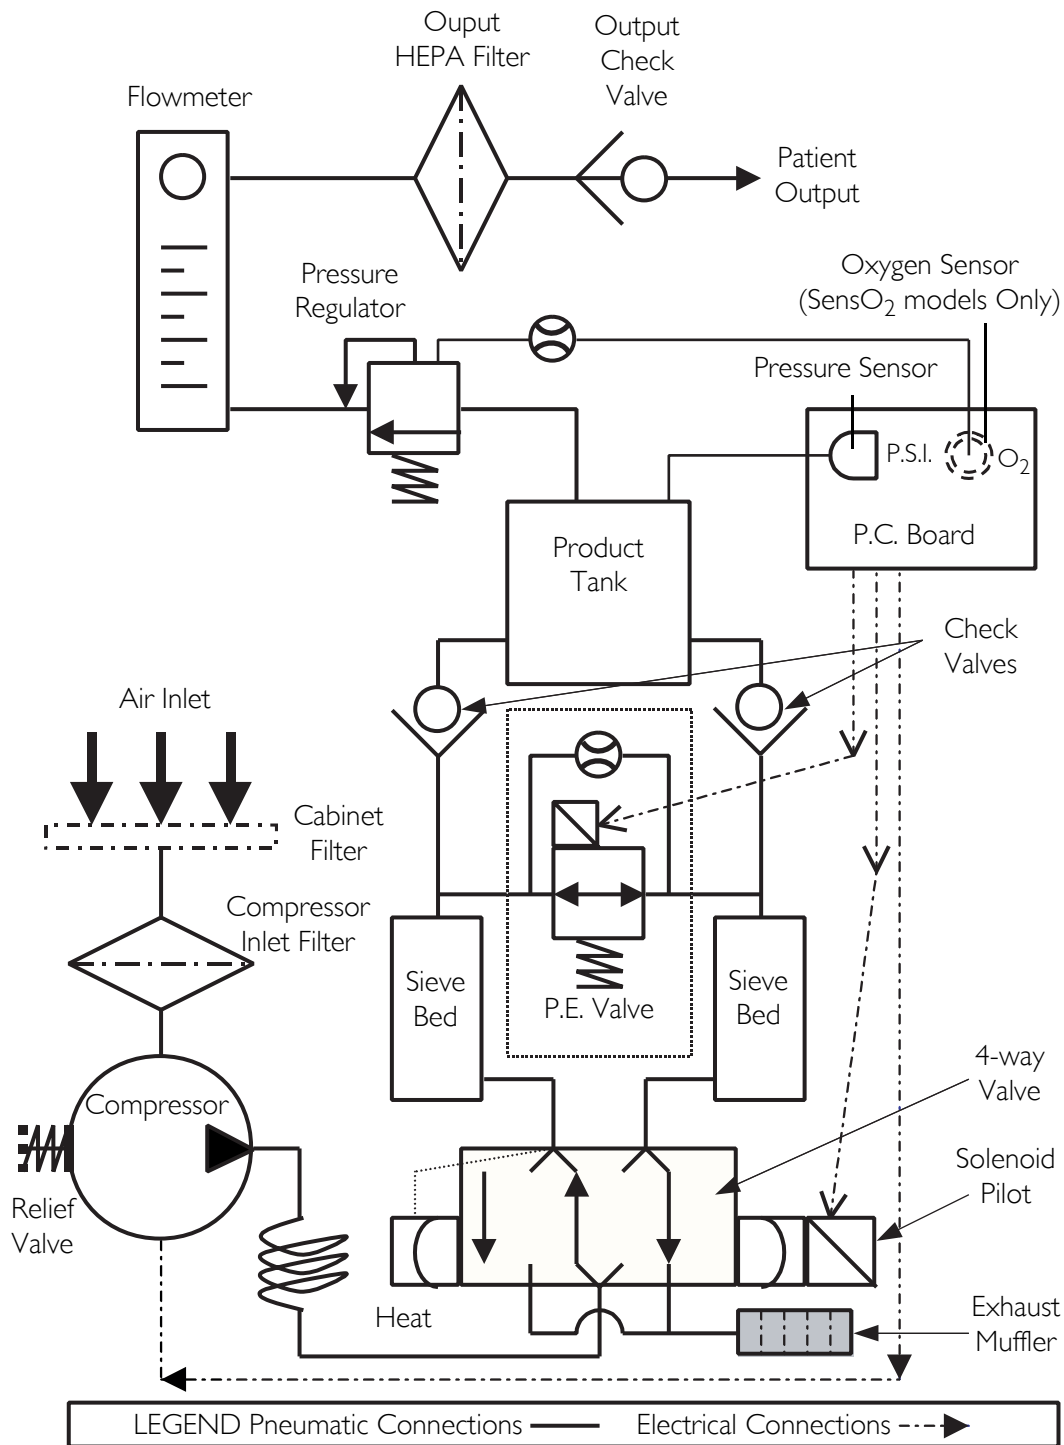 Ouput
HEPA Filter
Output
Check
Valve
Flowmeter
Patient
Output
Pressure
Regulator
Oxygen Sensor
(SensO₂ models Only)
Pressure Sensor
P.S.I.
O₂
P.C. Board
Product
Tank
Check
Valves
Air Inlet
Cabinet
Filter
Compressor
Inlet Filter
Sieve
Bed
P.E. Valve
Sieve
Bed
4-way
Valve
Compressor
Solenoid
Pilot
Relief
Valve
Heat
Exhaust
Muffler
LEGEND Pneumatic Connections Electrical Connections